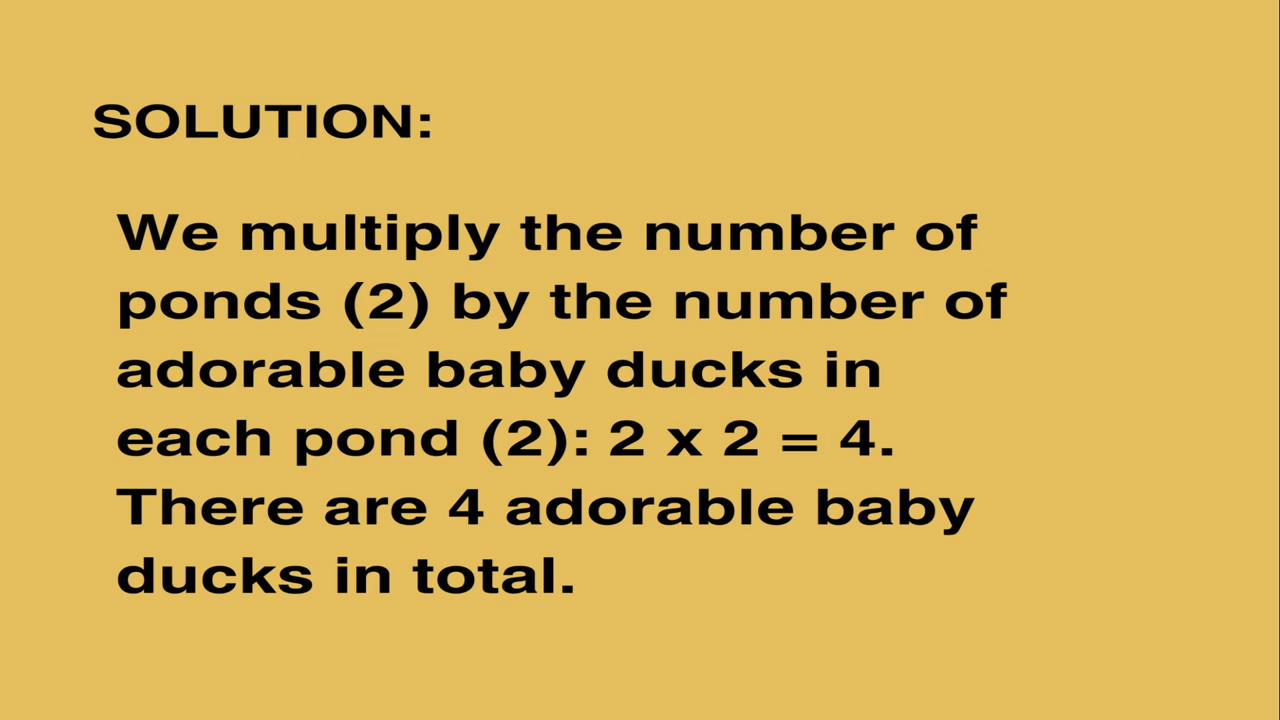 SOLUTION:
We multiply the number of
ponds (2) by the number of
adorable baby ducks in
each pond (2): 2 x 2 = 4.
There are 4 adorable baby
ducks in total.